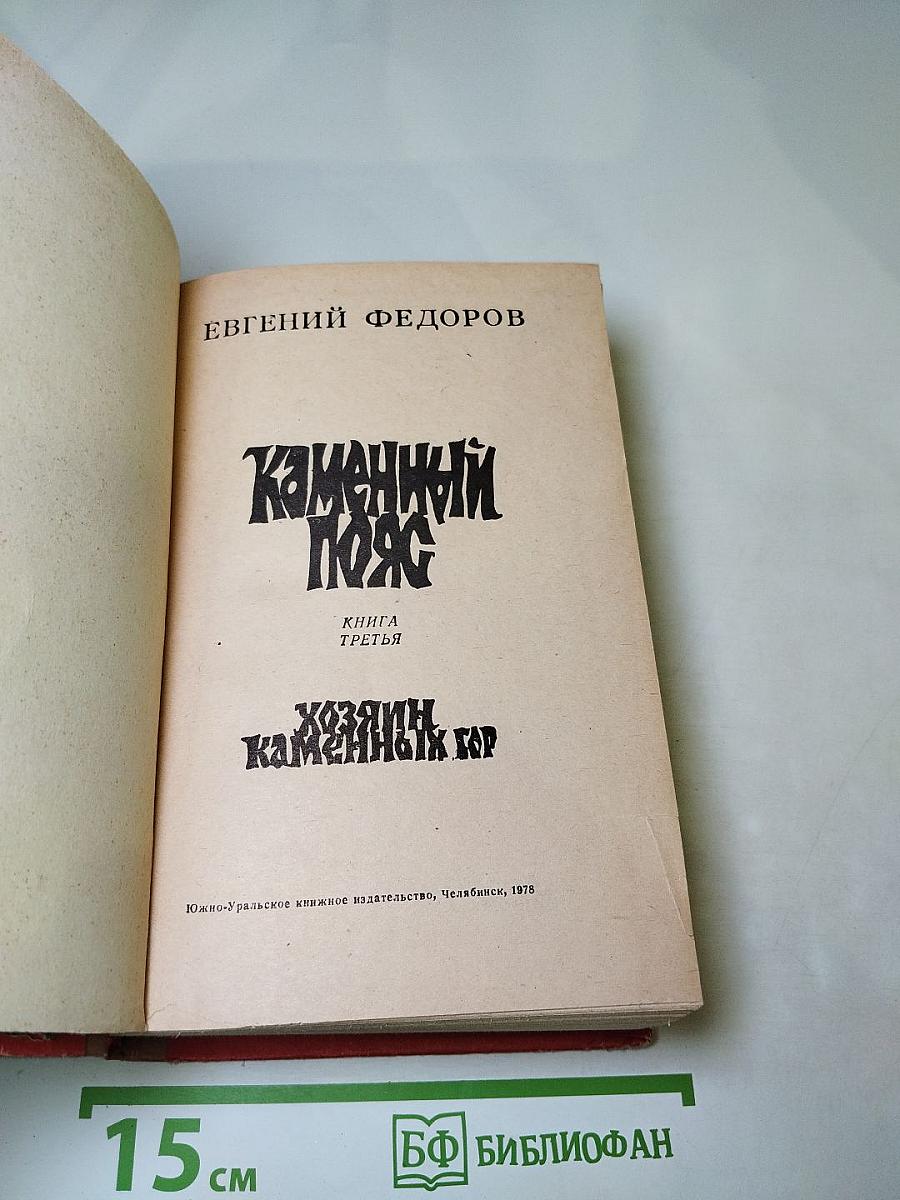 ЕВГЕНИЙ ФЕДОРОВ
Каменный
пояс
КНИГА
ТРЕТЬЯ
Хозяин
каменных гор
Южно-Уральское книжное издательство, Челябинск, 1978
15 см
БФ БИБЛИОФАН